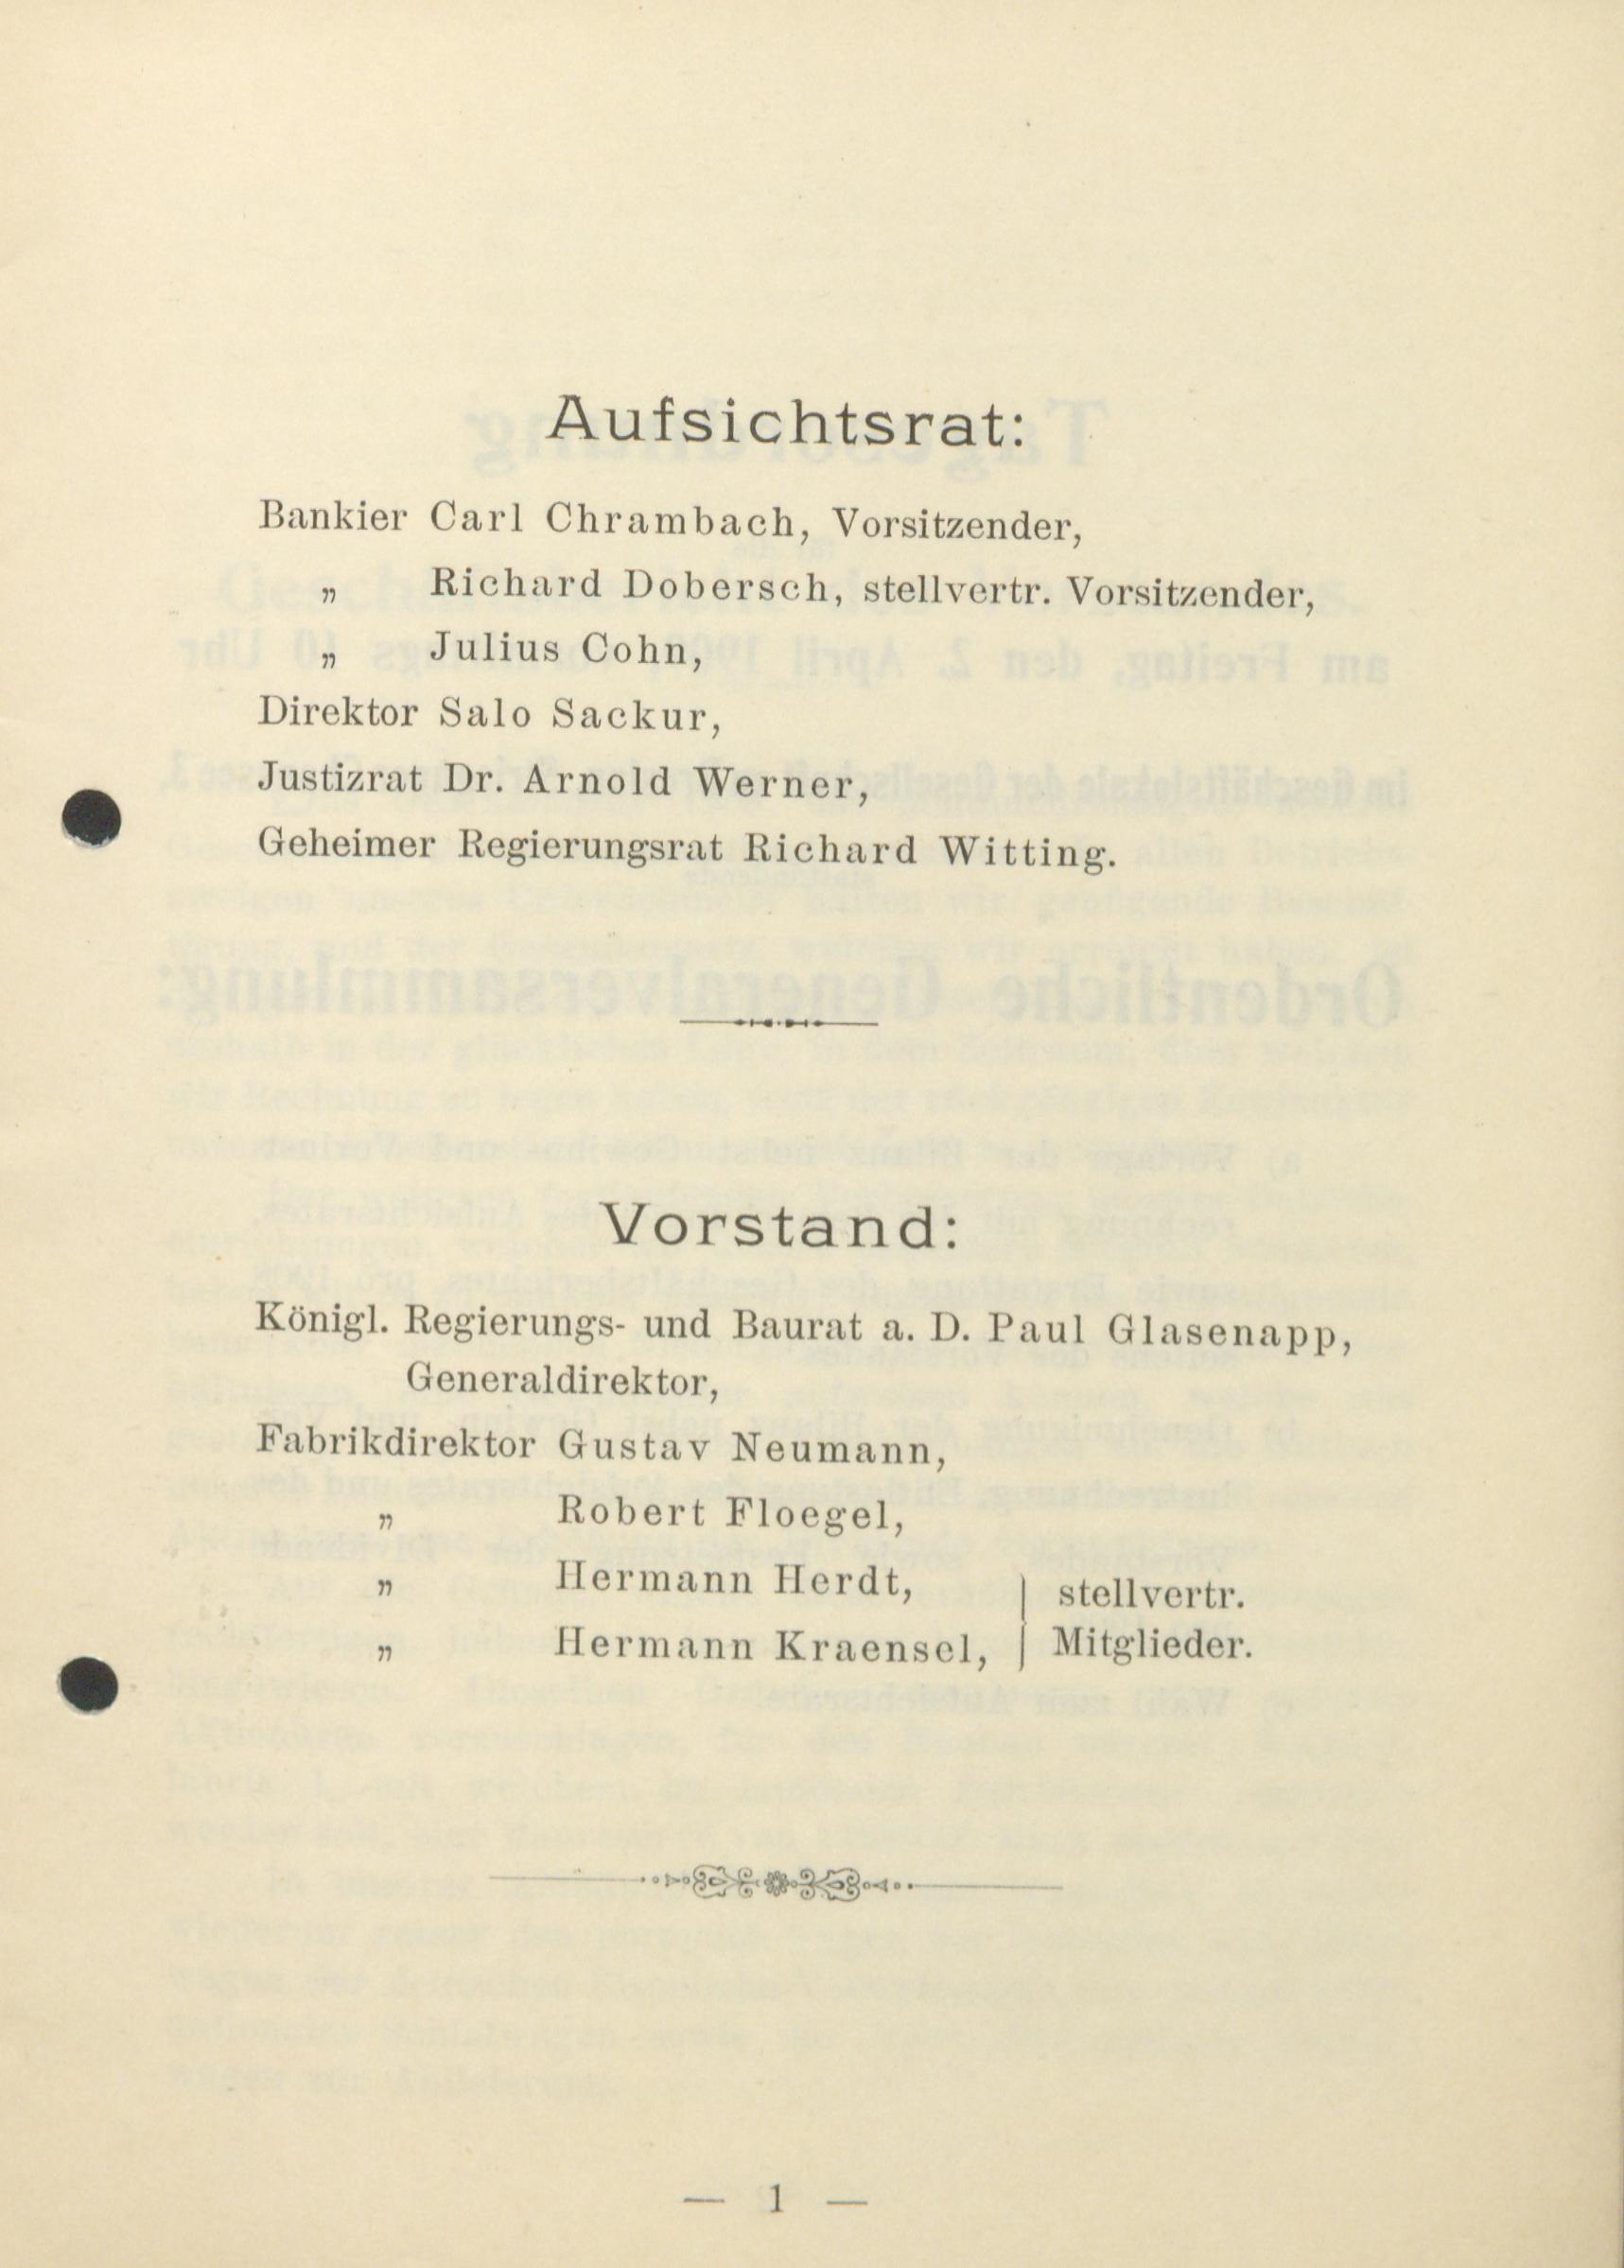 Aufsichtsrat:
Bankier Carl Chrambach, Vorsitzender,
„ Richard Dobersch, stellvertr. Vorsitzender,
„ Julius Cohn,
Direktor Salo Sackur,
Justizrat Dr. Arnold Werner,
Geheimer Regierungsrat Richard Witting.
Vorstand:
Königl. Regierungs- und Baurat a. D. Paul Glasenapp,
Generaldirektor,
Fabrikdirektor Gustav Neumann,
„ Robert Floegel,
„ Hermann Herdt, | stellvertr.
„ Hermann Kraensel, | Mitglieder.
— 1 —